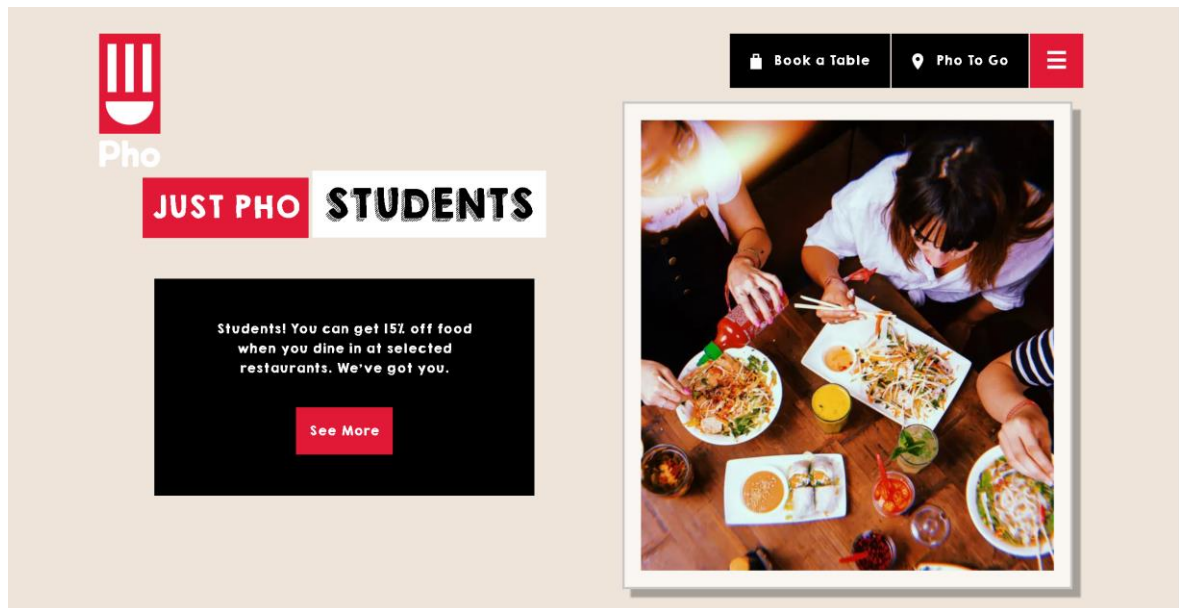 Pho
Book a Table
Pho To Go
JUST PHO STUDENTS
Students! You can get 15% off food
when you dine in at selected
restaurants. We've got you.
See More